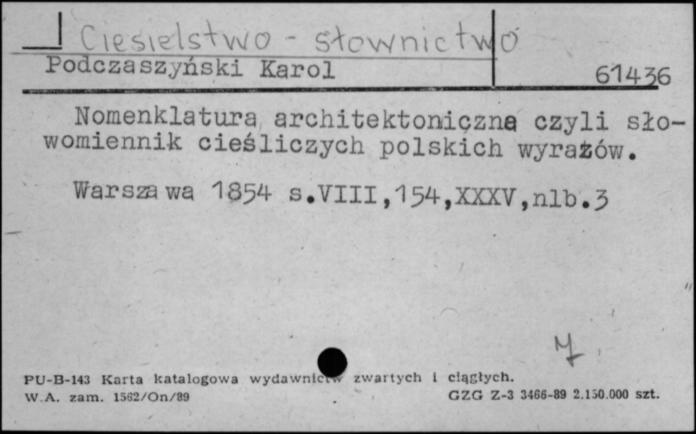 Ciesielstwo - słownictwo
Podczaszyński Karol 61436
Nomenklatura architektoniczna czyli sło-
womiennik cieśliczych polskich wyrazów.
Warszawa 1854 s.VIII,154,XXXV,nlb.3
PU-B-143 Karta katalogowa wydawnictw zwartych i ciągłych.
W.A. zam. 1562/On/89 GZG Z-3 3466-89 2.150.000 szt.